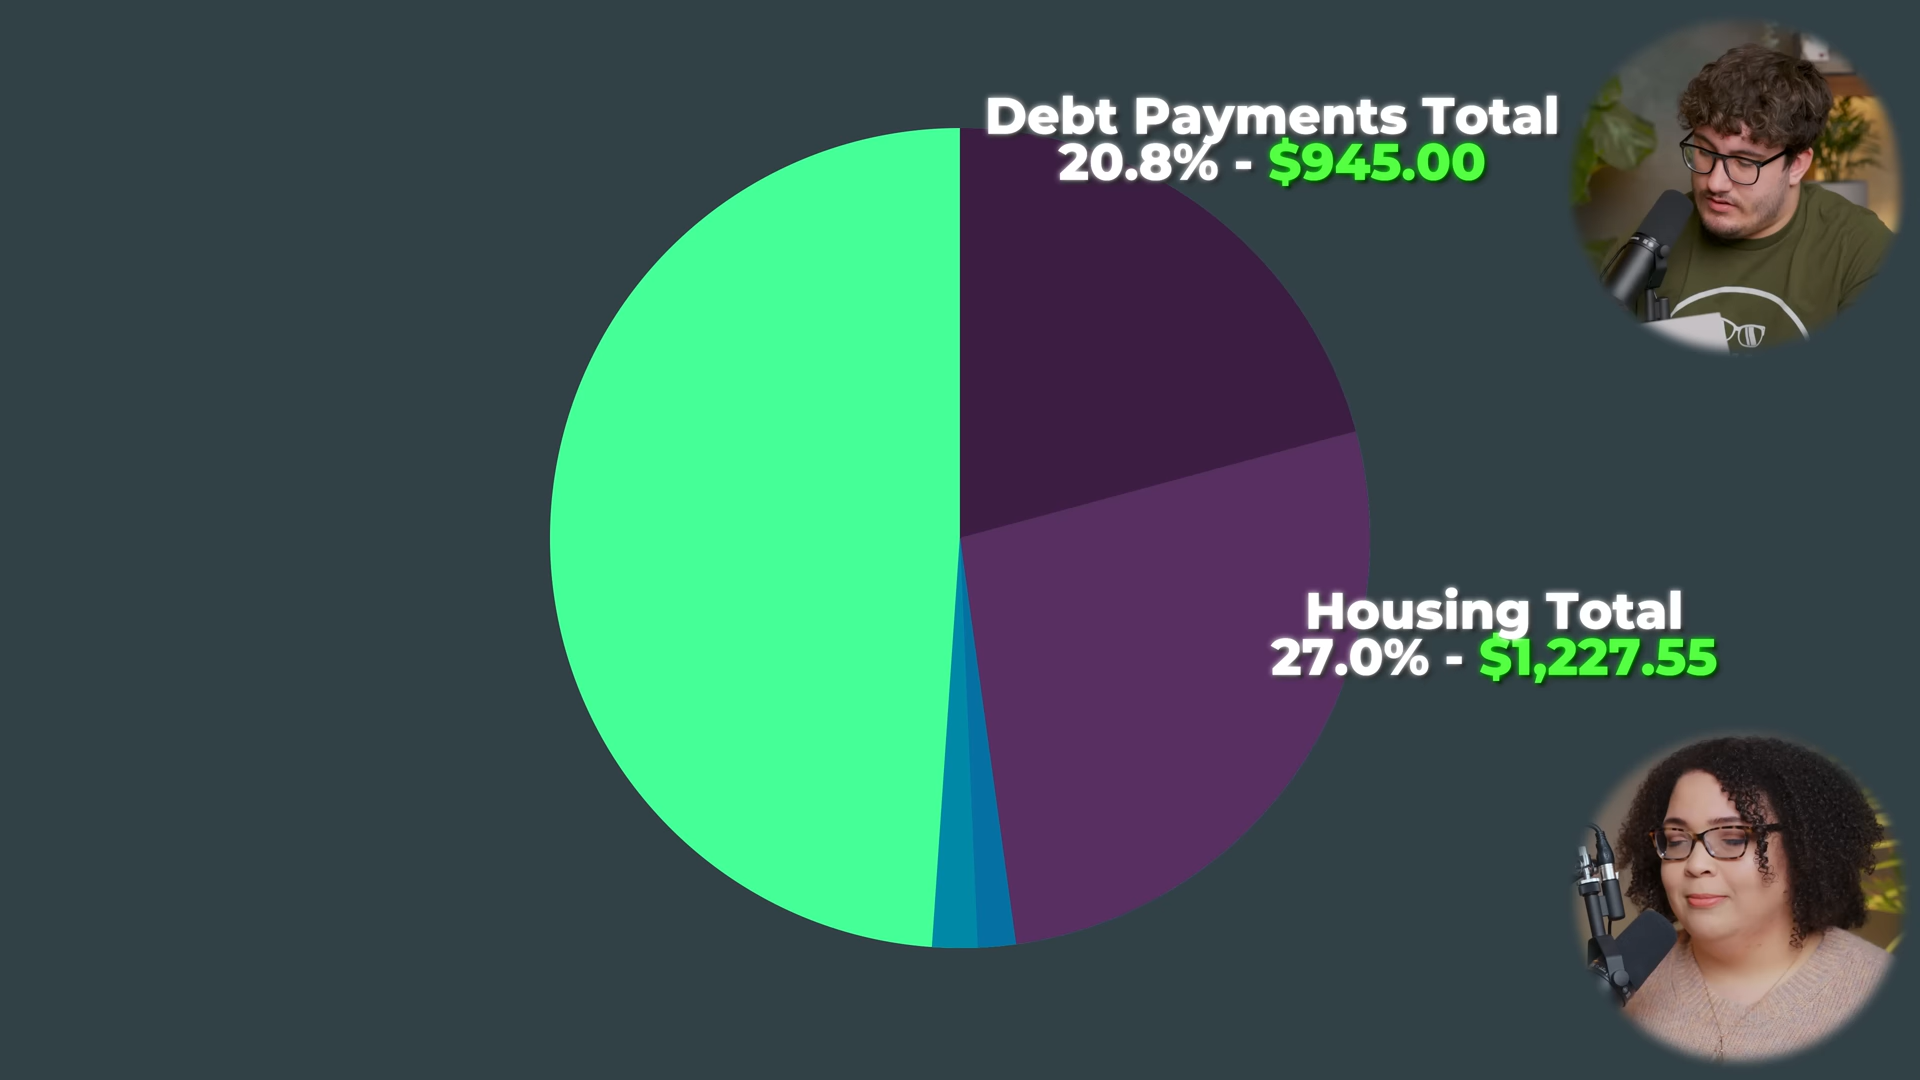 Debt Payments Total
20.8% - $945.00
Housing Total
27.0% - $1,227.55